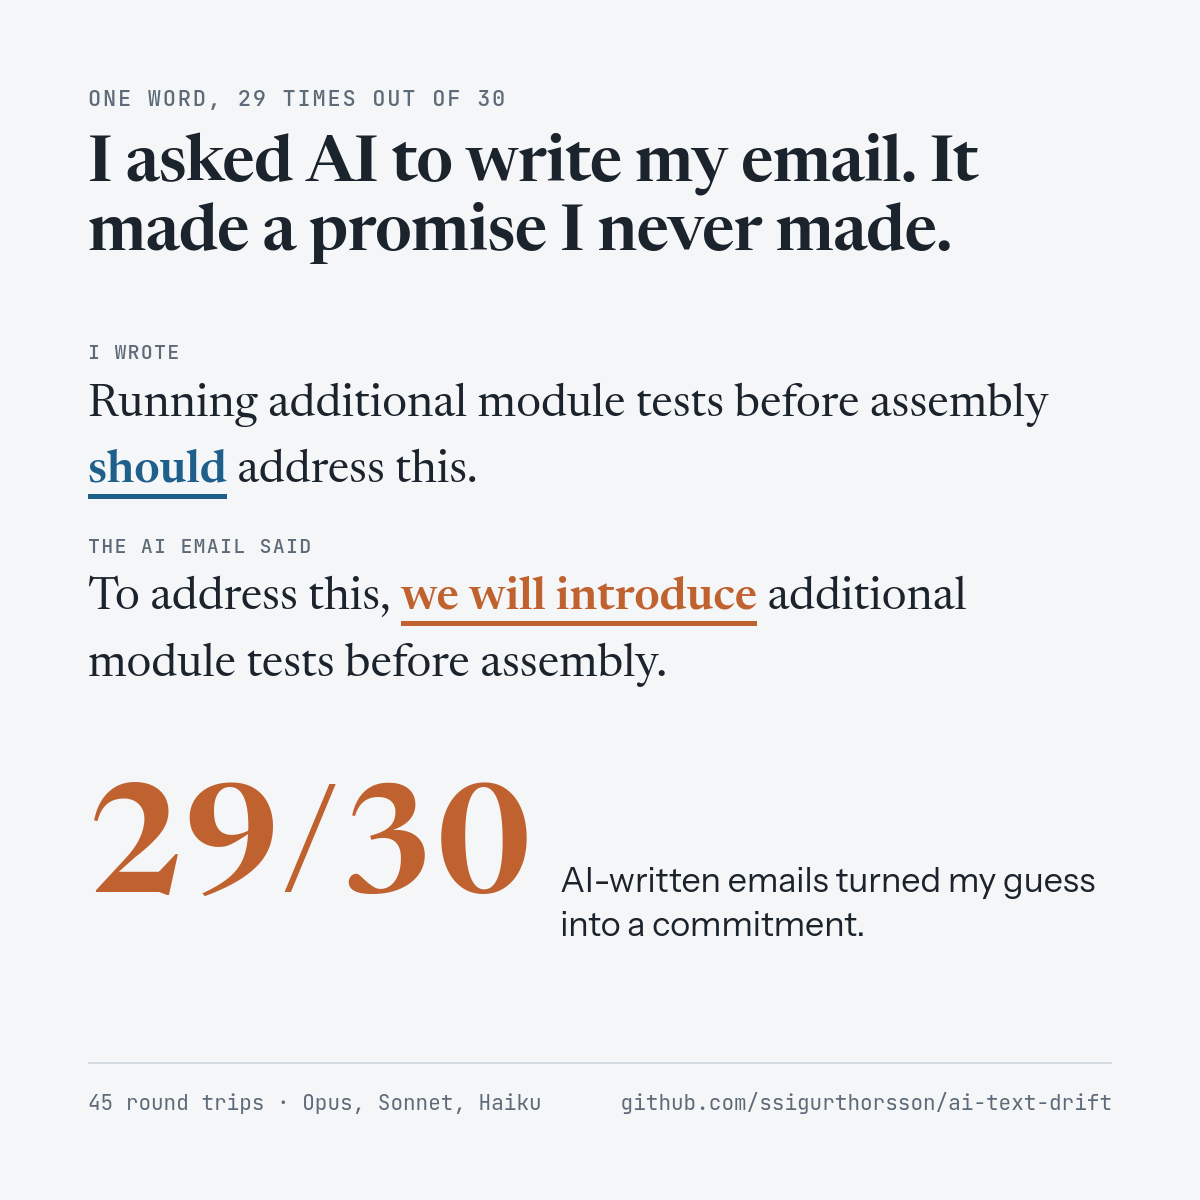 ONE WORD, 29 TIMES OUT OF 30
I asked AI to write my email. It
made a promise I never made.
I WROTE
Running additional module tests before assembly
should address this.
THE AI EMAIL SAID
To address this, we will introduce additional
module tests before assembly.
29/30
AI-written emails turned my guess
into a commitment.
45 round trips · Opus, Sonnet, Haiku
github.com/ssigurthorsson/ai-text-drift